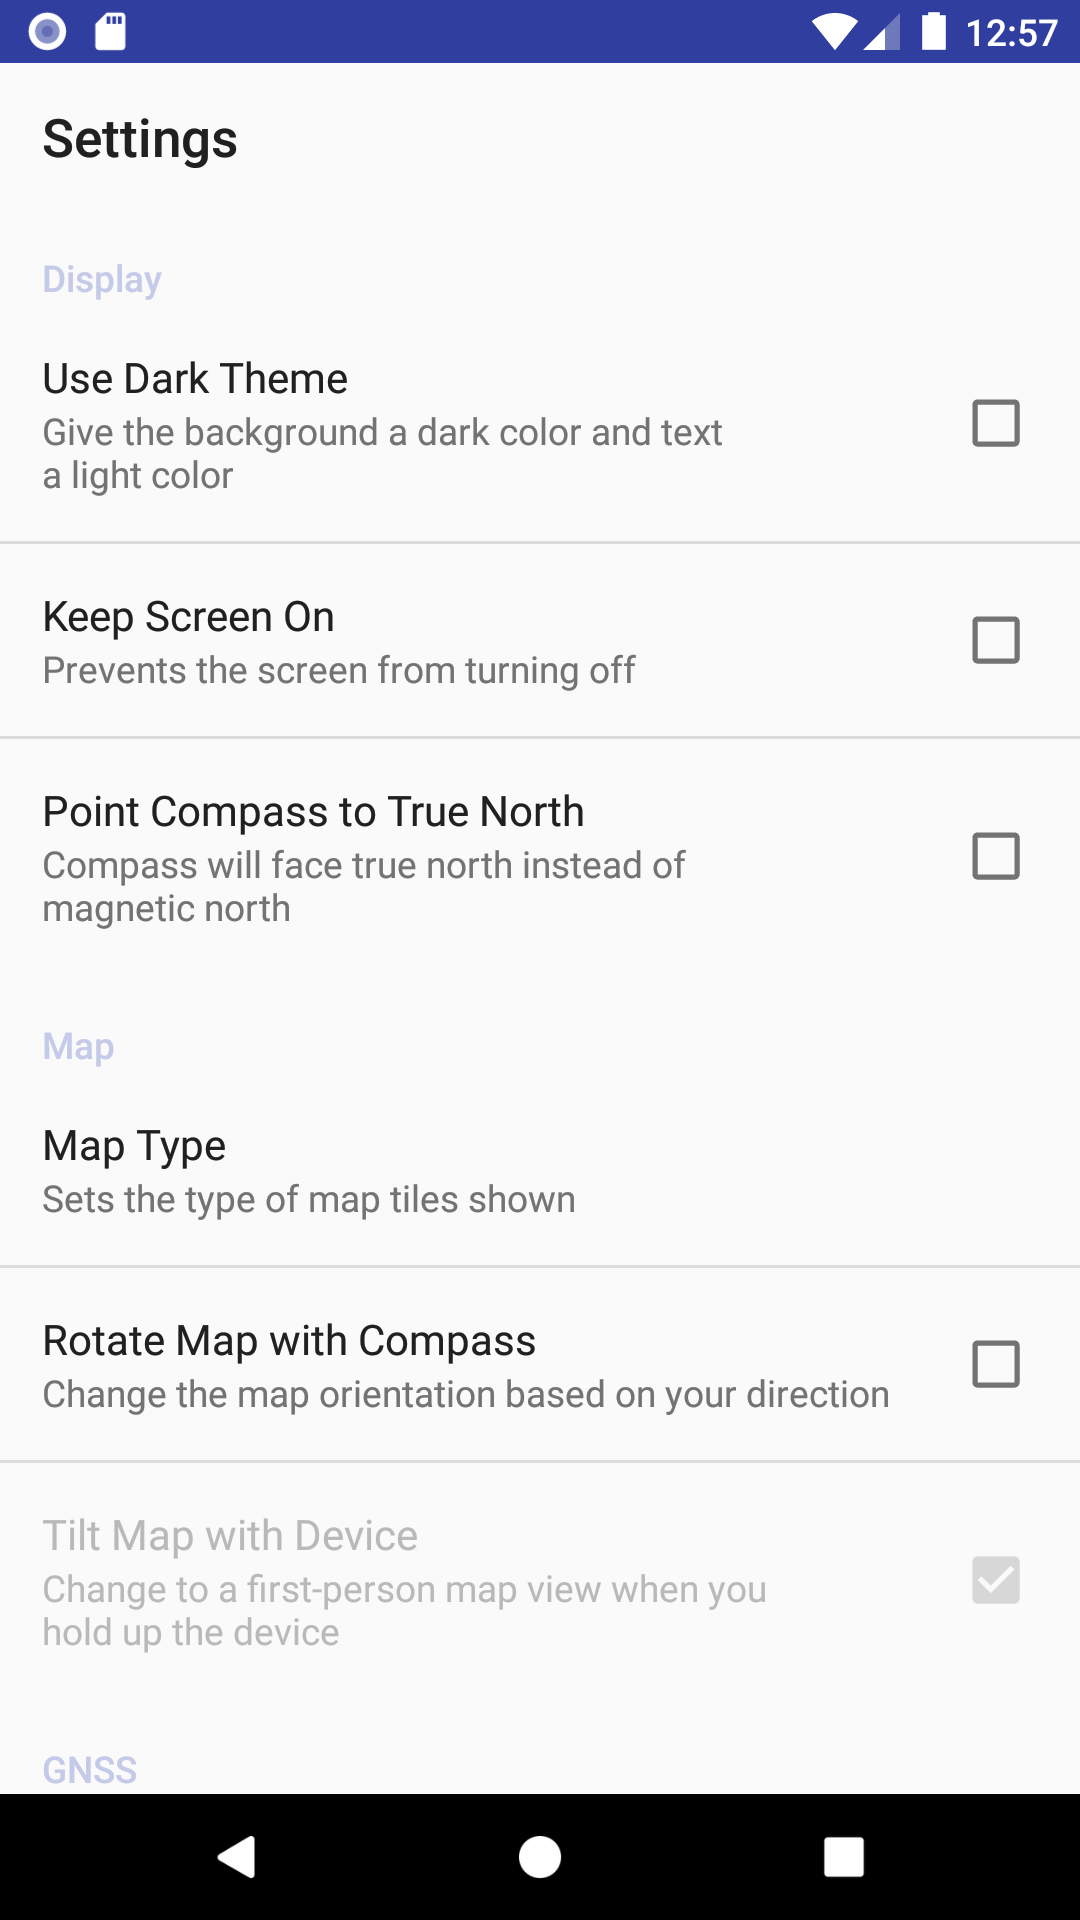 12:57
Settings
Display
Use Dark Theme
Give the background a dark color and text
a light color
Keep Screen On
Prevents the screen from turning off
Point Compass to True North
Compass will face true north instead of
magnetic north
Map
Map Type
Sets the type of map tiles shown
Rotate Map with Compass
Change the map orientation based on your direction
Tilt Map with Device
Change to a first-person map view when you
hold up the device
GNSS